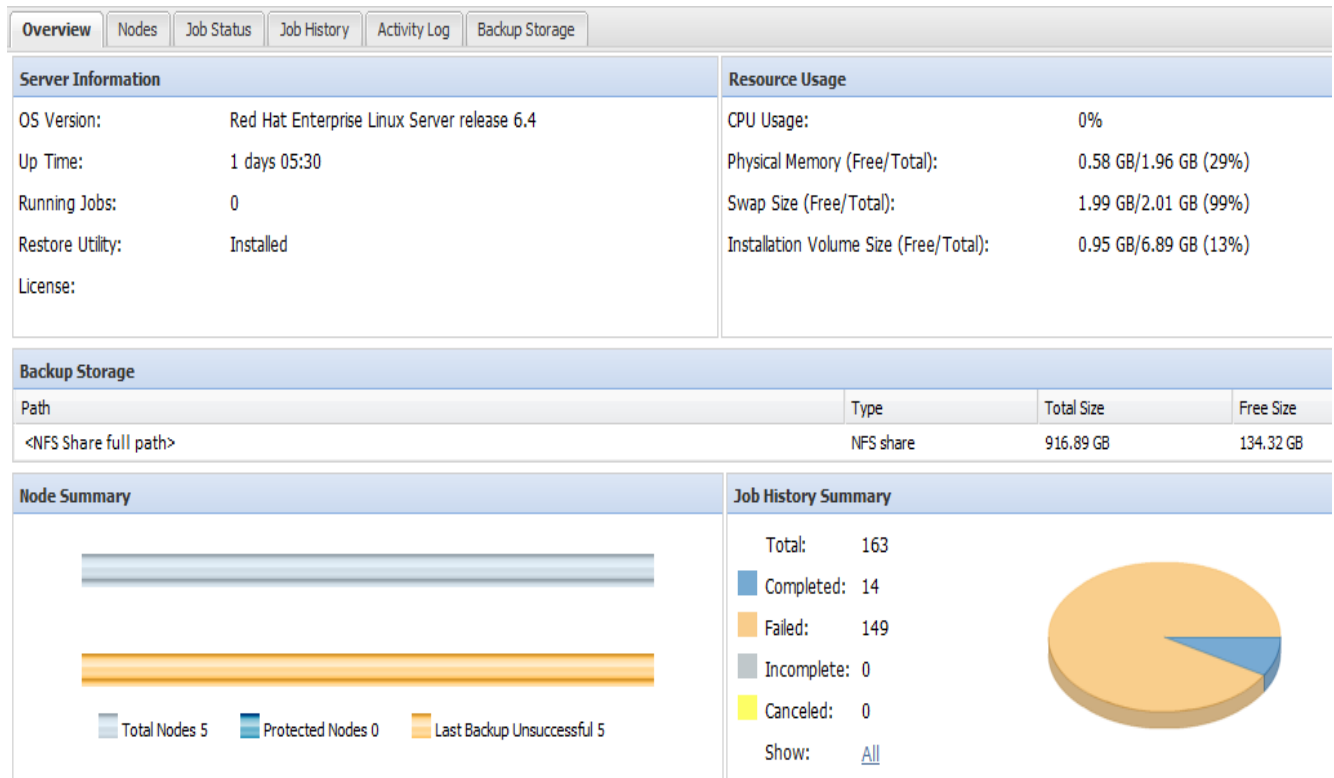 Overview Nodes Job Status Job History Activity Log Backup Storage
Server Information
OS Version: Red Hat Enterprise Linux Server release 6.4
Up Time: 1 days 05:30
Running Jobs: 0
Restore Utility: Installed
License:
Resource Usage
CPU Usage: 0%
Physical Memory (Free/Total): 0.58 GB/1.96 GB (29%)
Swap Size (Free/Total): 1.99 GB/2.01 GB (99%)
Installation Volume Size (Free/Total): 0.95 GB/6.89 GB (13%)
Backup Storage
Path Type Total Size Free Size
<NFS Share full path> NFS share 916.89 GB 134.32 GB
Node Summary
Total Nodes 5 Protected Nodes 0 Last Backup Unsuccessful 5
Job History Summary
Total: 163
Completed: 14
Failed: 149
Incomplete: 0
Canceled: 0
Show: All